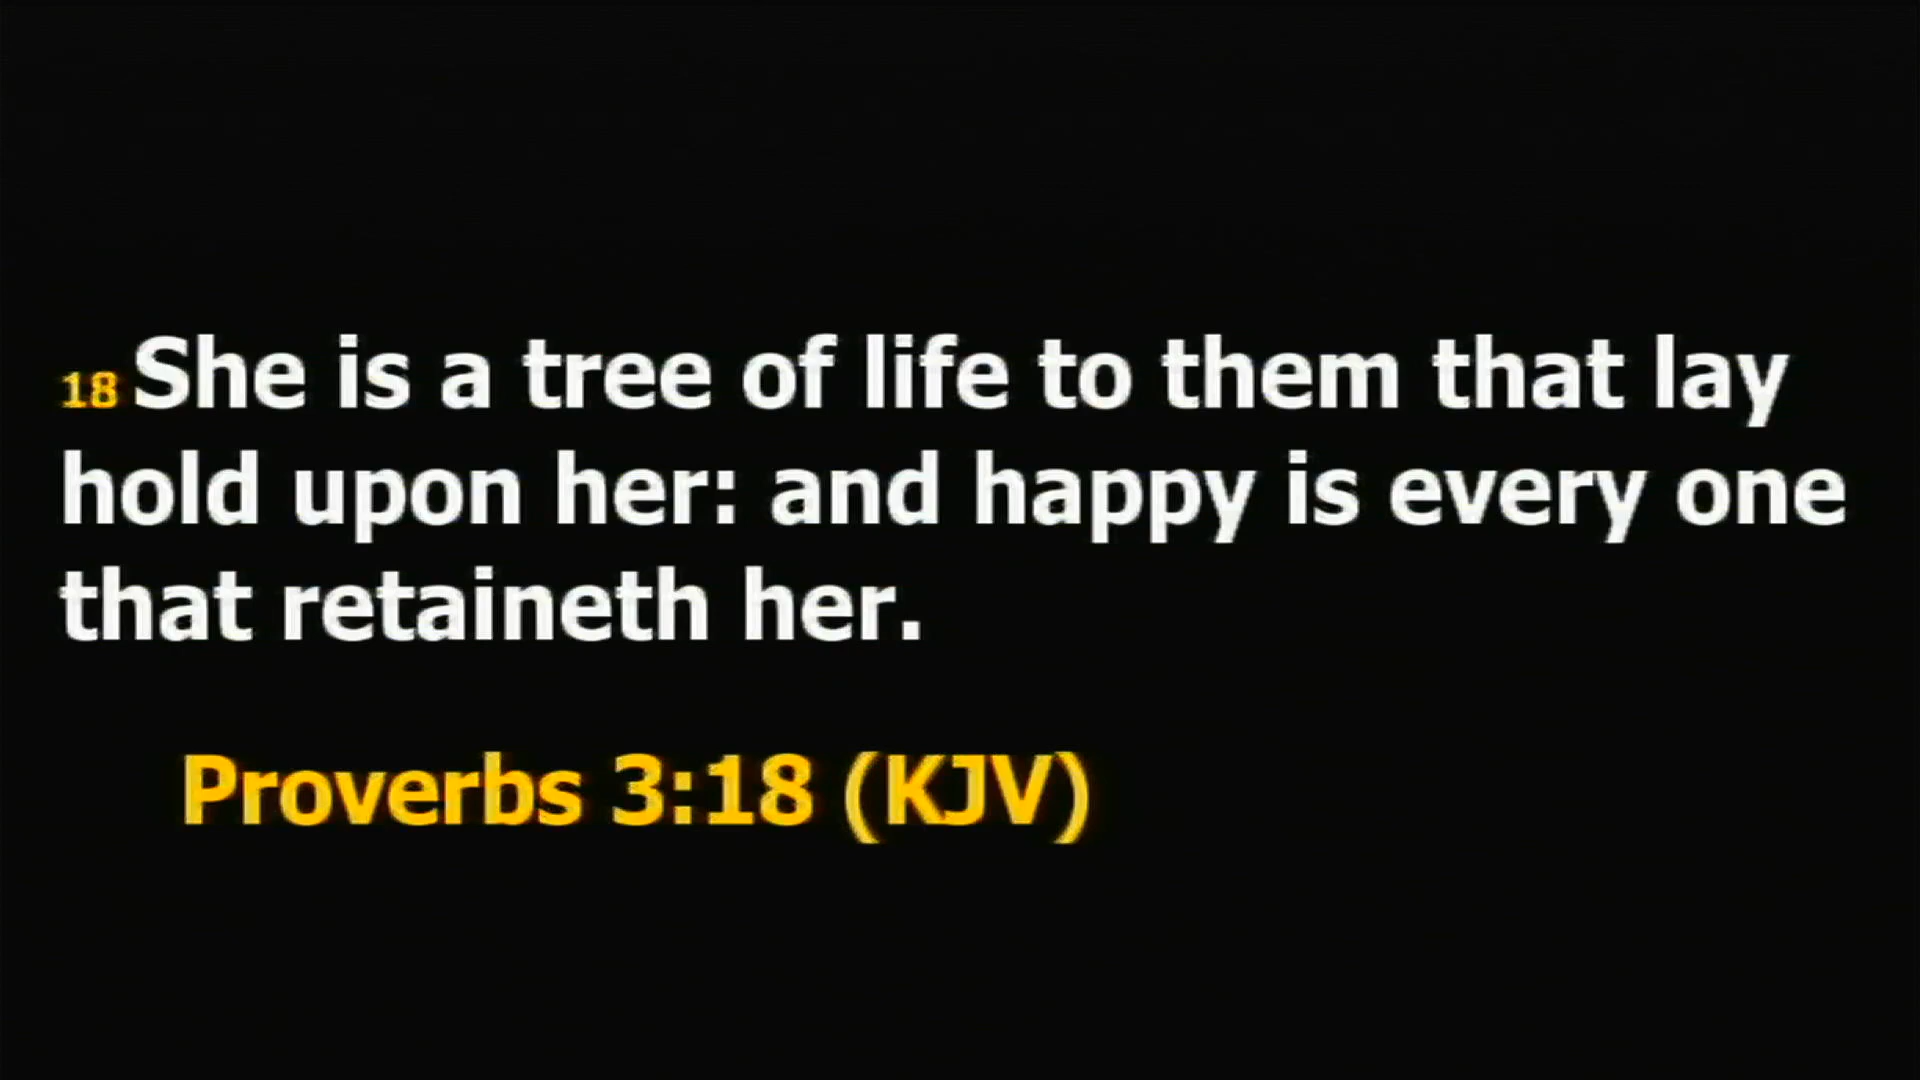 18 She is a tree of life to them that lay
hold upon her: and happy is every one
that retaineth her.
Proverbs 3:18 (KJV)